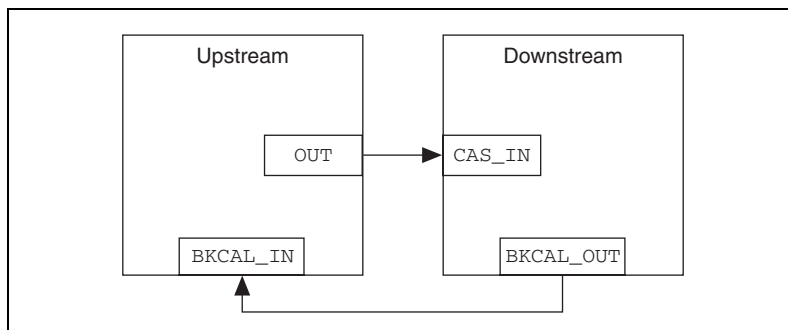 Upstream
Downstream
OUT
CAS_IN
BKCAL_IN
BKCAL_OUT